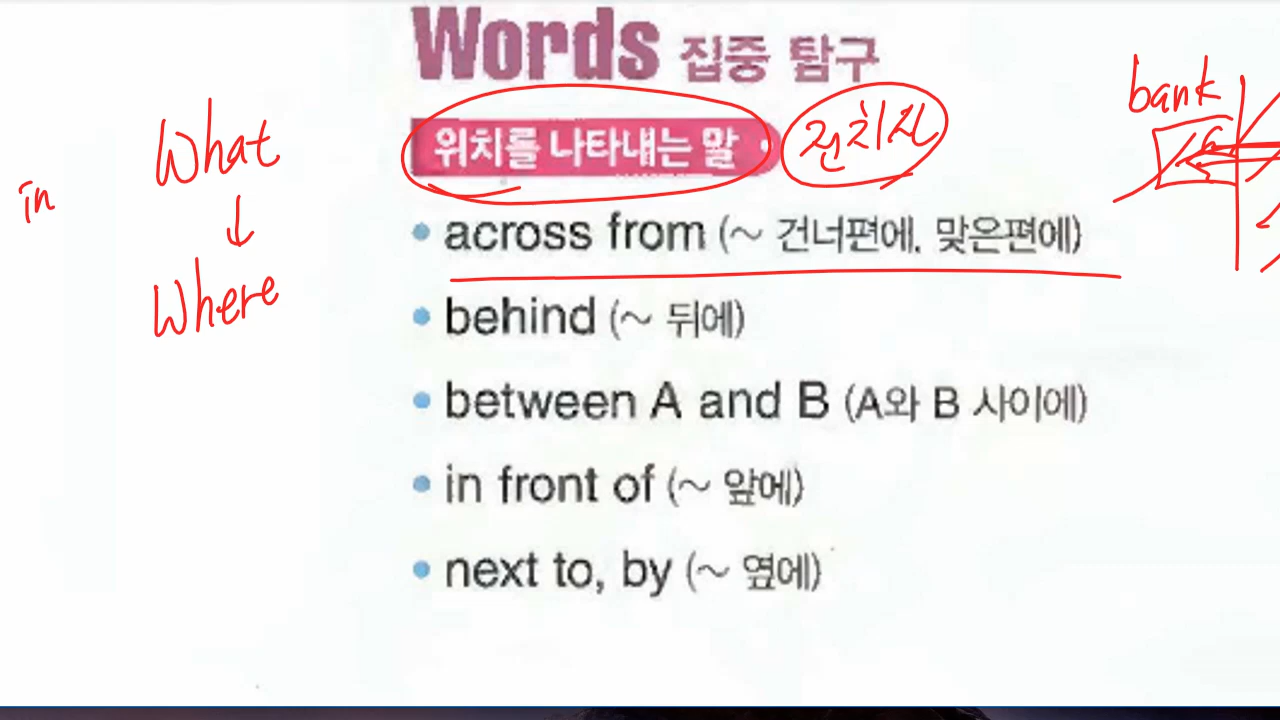 Words 집중 탐구
bank
What
위치를 나타내는 말
전치사
in
across from (~ 건너편에, 맞은편에)
Where
behind (~ 뒤에)
between A and B (A와 B 사이에)
in front of (~ 앞에)
next to, by (~ 옆에)